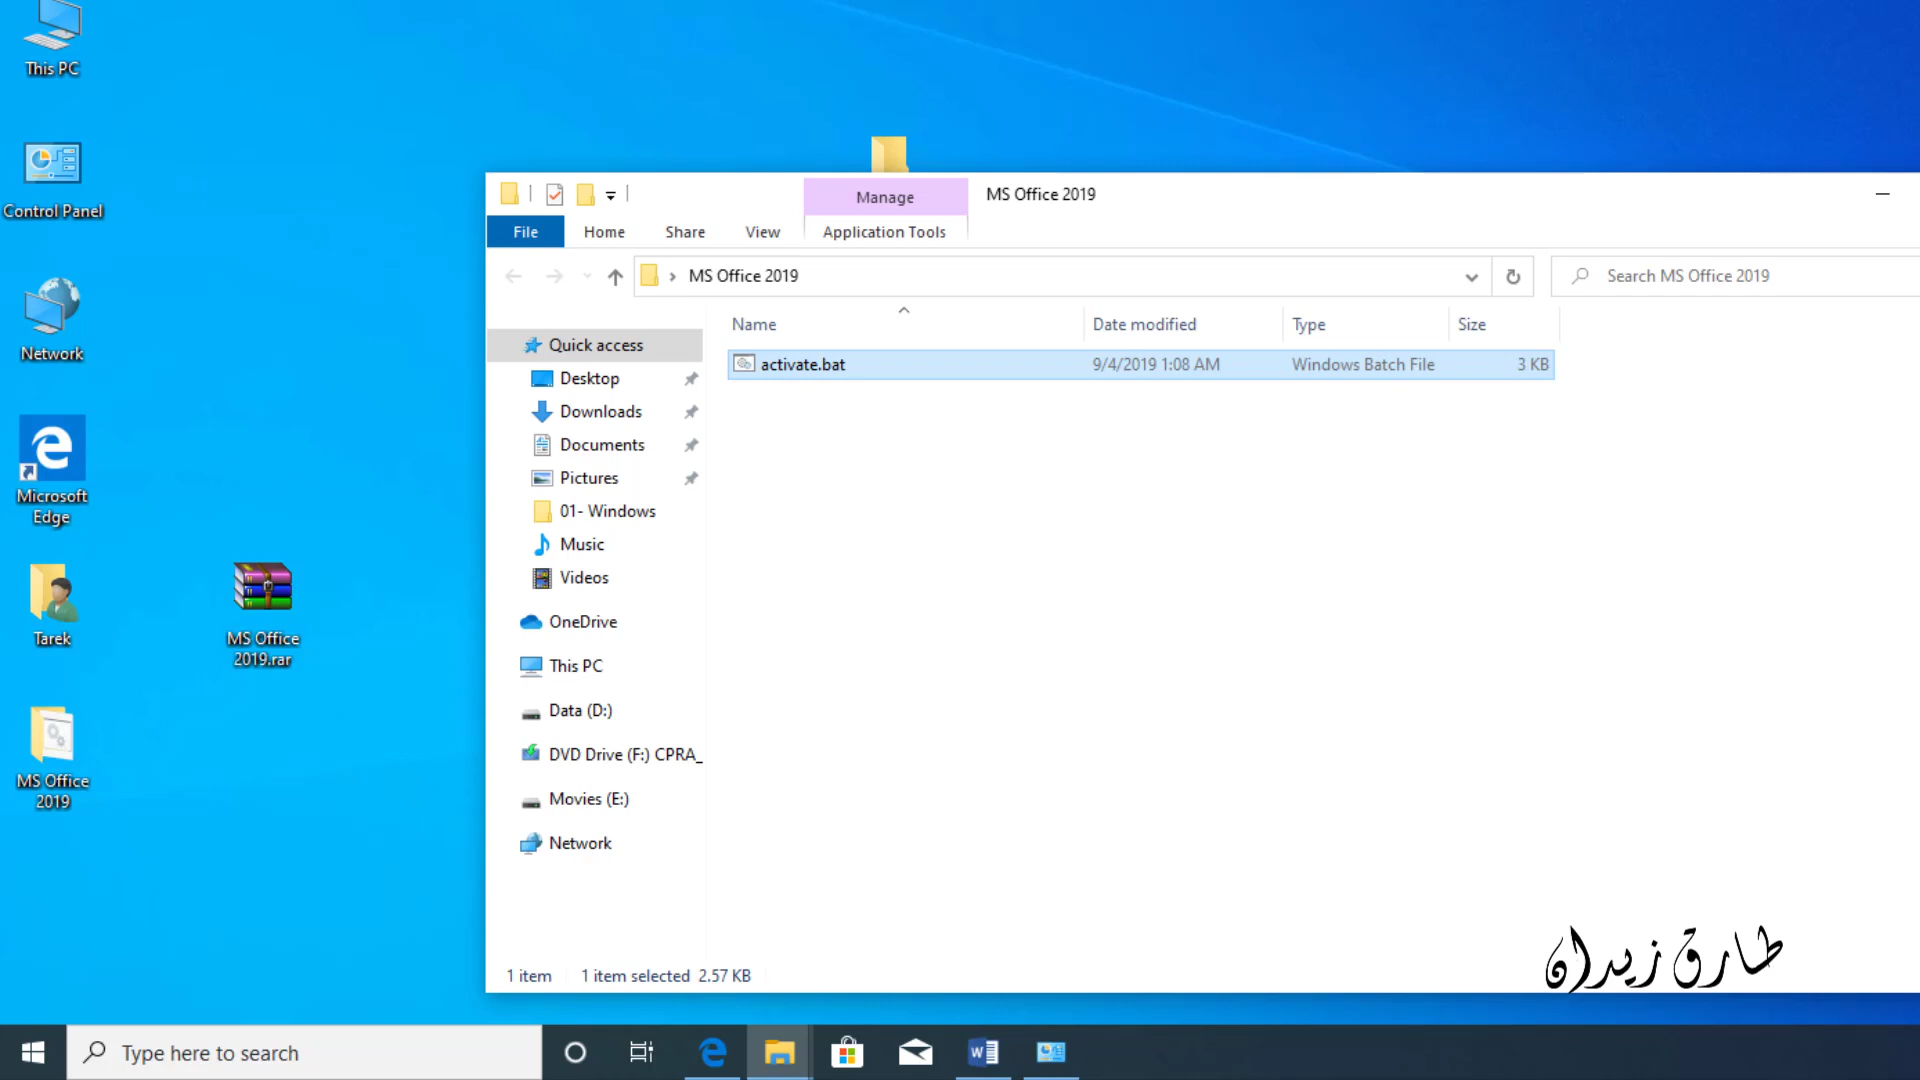 This PC
Control Panel
Network
Microsoft
Edge
Tarek
MS Office
2019.rar
MS Office
2019
Manage
MS Office 2019
File
Home
Share
View
Application Tools
MS Office 2019
Search MS Office 2019
Name
Date modified
Type
Size
activate.bat
9/4/2019 1:08 AM
Windows Batch File
3 KB
Quick access
Desktop
Downloads
Documents
Pictures
01- Windows
Music
Videos
OneDrive
This PC
Data (D:)
DVD Drive (F:) CPRA_
Movies (E:)
Network
1 item
1 item selected 2.57 KB
طارق زيدان
Type here to search